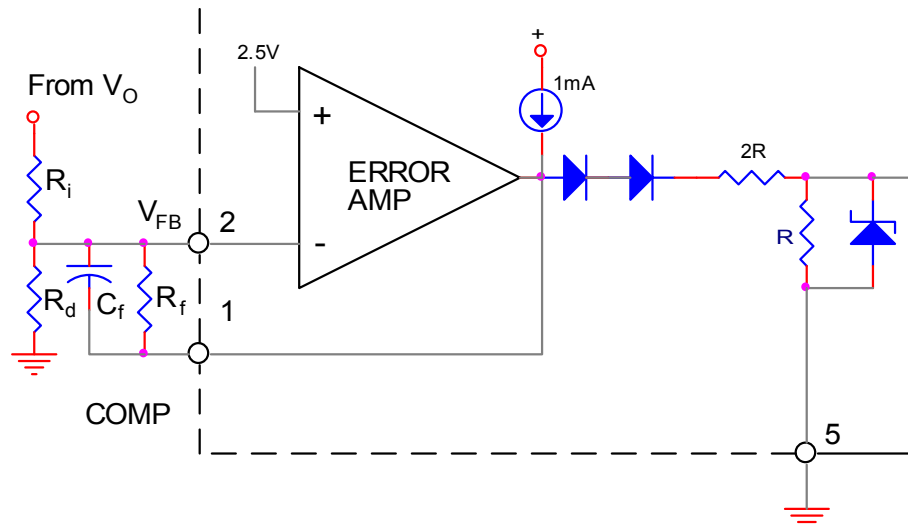 +
2.5V
1mA
From VO
+
ERROR
AMP
2R
Ri
VFB
2
-
R
Rd
Cf
Rf
1
COMP
5